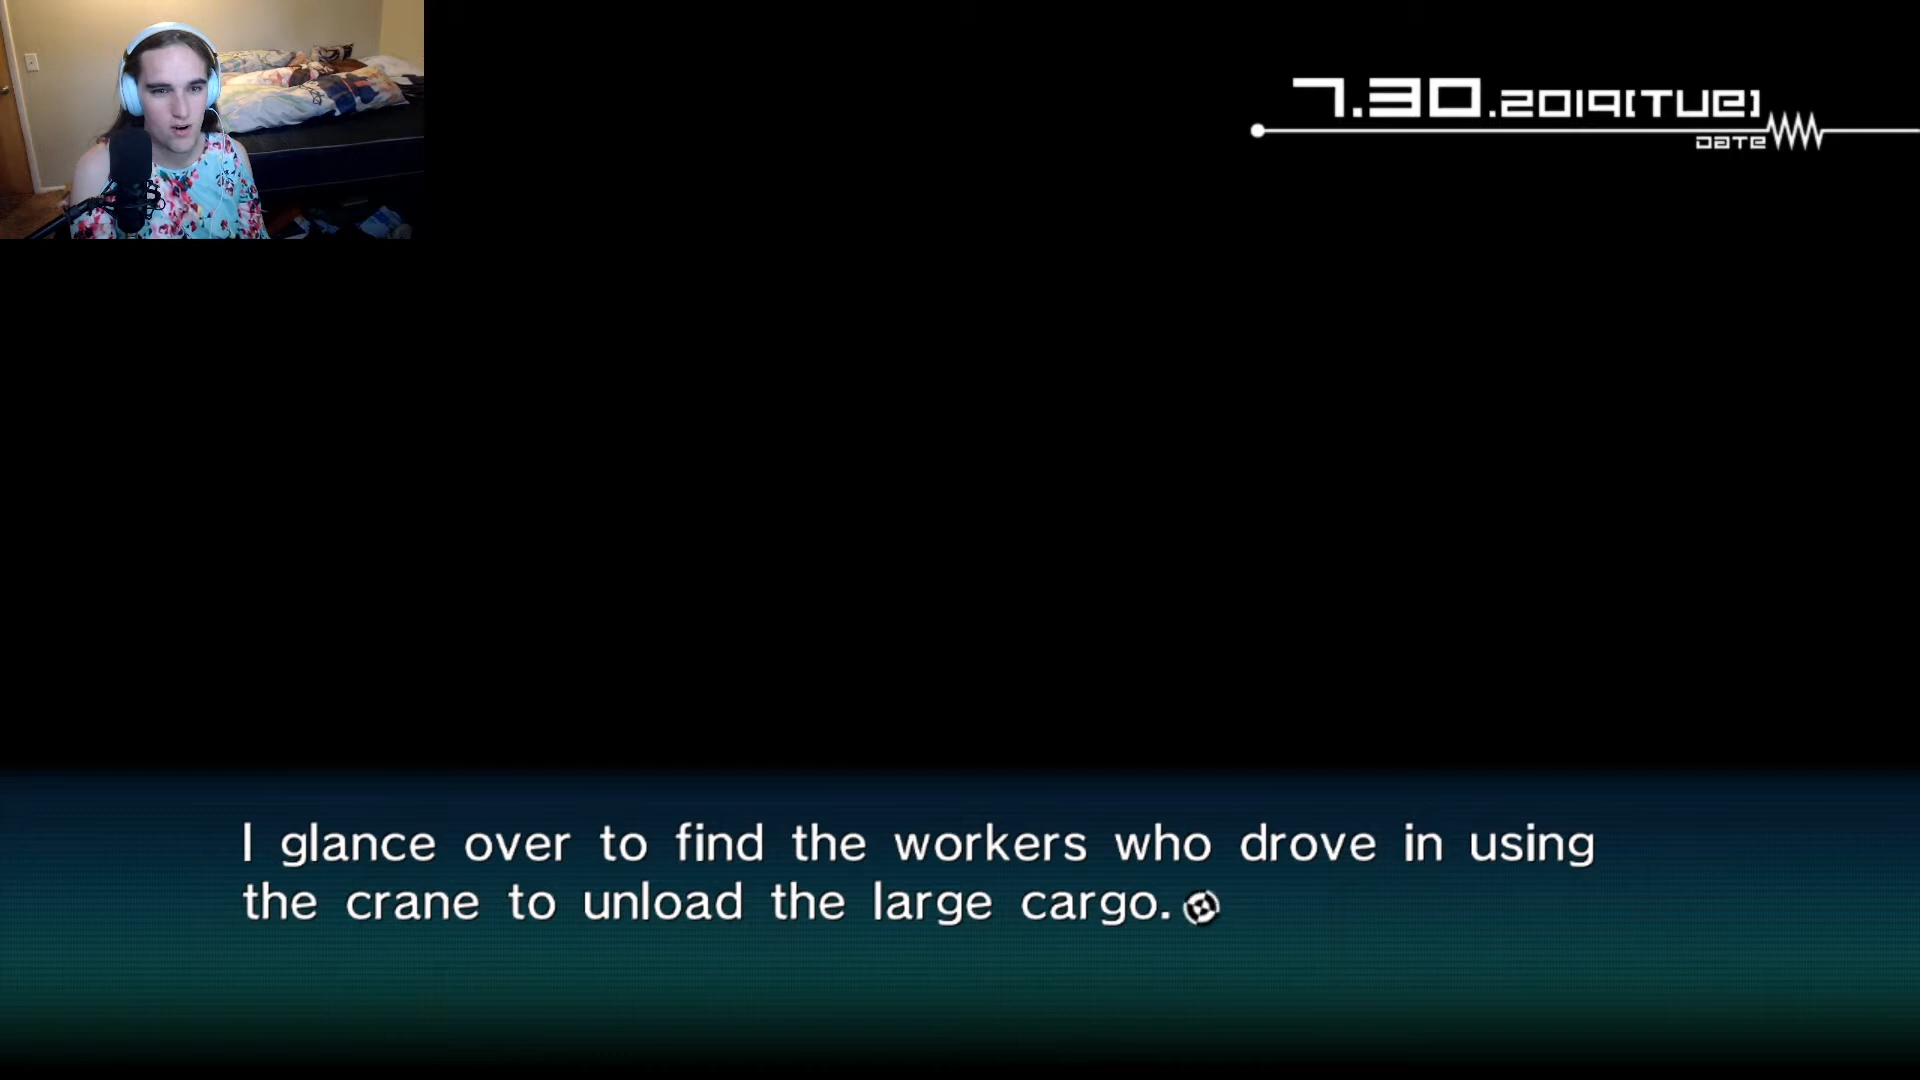 7.30.2019[TUE]
DATE
I glance over to find the workers who drove in using
the crane to unload the large cargo.